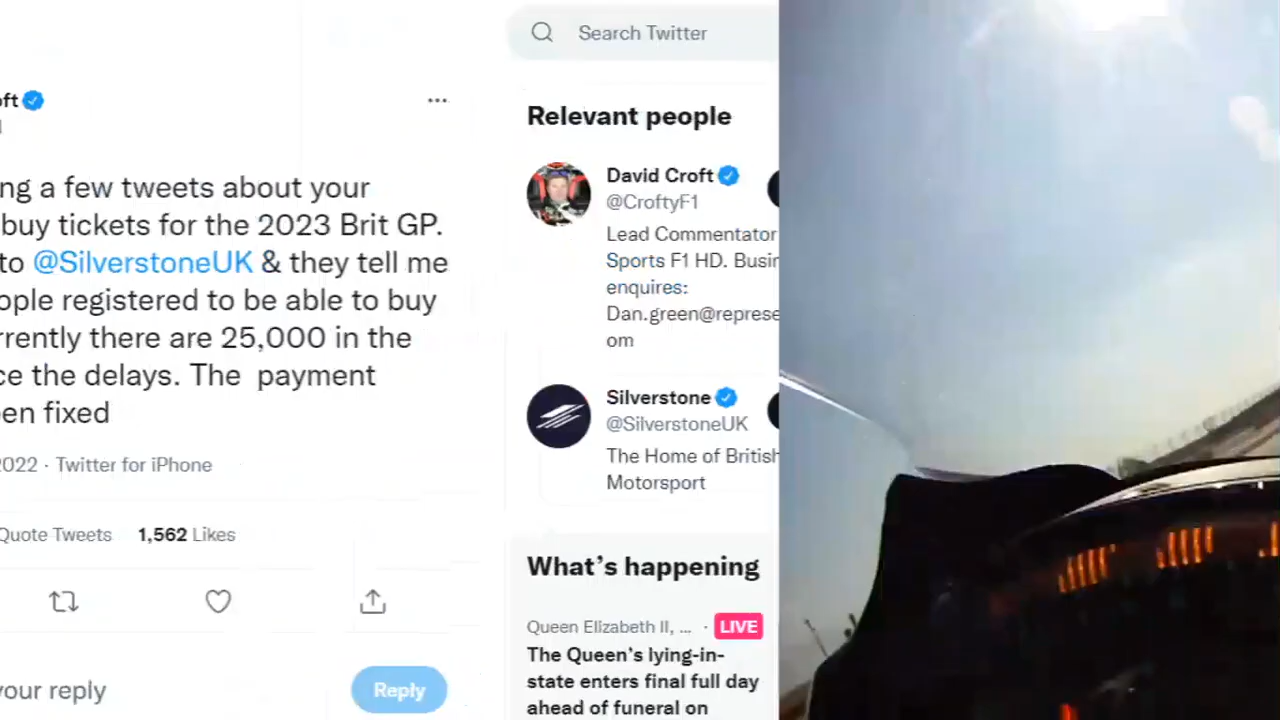 oft
ng a few tweets about your
buy tickets for the 2023 Brit GP.
to @SilverstoneUK & they tell me
ople registered to be able to buy
rrently there are 25,000 in the
ce the delays. The payment
en fixed
2022 · Twitter for iPhone
Quote Tweets 1,562 Likes
your reply
Reply
Search Twitter
Relevant people
David Croft
@CroftyF1
Lead Commentator
Sports F1 HD. Busin
enquires:
Dan.green@represe
om
Silverstone
@SilverstoneUK
The Home of British
Motorsport
What's happening
Queen Elizabeth II, ... · LIVE
The Queen's lying-in-
state enters final full day
ahead of funeral on